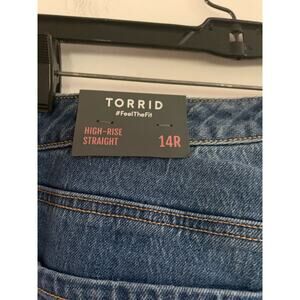 TORRID
#FeelTheFit
HIGH-RISE
STRAIGHT
14R